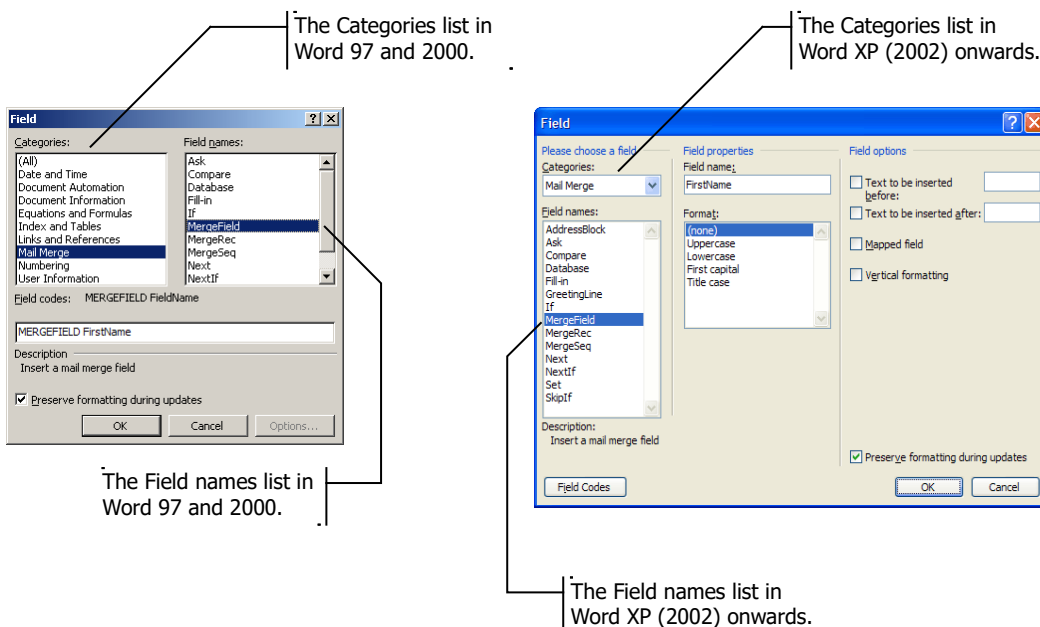 The Categories list in
Word 97 and 2000.
The Categories list in
Word XP (2002) onwards.
Field
Categories:
Field names:
(All)
Date and Time
Document Automation
Document Information
Equations and Formulas
Index and Tables
Links and References
Mail Merge
Numbering
User Information
Ask
Compare
Database
Fill-in
If
MergeField
MergeRec
MergeSeq
Next
NextIf
Field codes: MERGEFIELD FieldName
MERGEFIELD FirstName
Description
Insert a mail merge field
Preserve formatting during updates
OK
Cancel
Options...
The Field names list in
Word 97 and 2000.
Field
Please choose a field
Categories:
Mail Merge
Field names:
AddressBlock
Ask
Compare
Database
Fill-in
GreetingLine
If
MergeField
MergeRec
MergeSeq
Next
NextIf
Set
SkipIf
Description:
Insert a mail merge field
Field Codes
Field properties
Field name:
FirstName
Format:
(none)
Uppercase
Lowercase
First capital
Title case
Field options
Text to be inserted
before:
Text to be inserted after:
Mapped field
Vertical formatting
Preserve formatting during updates
OK
Cancel
The Field names list in
Word XP (2002) onwards.